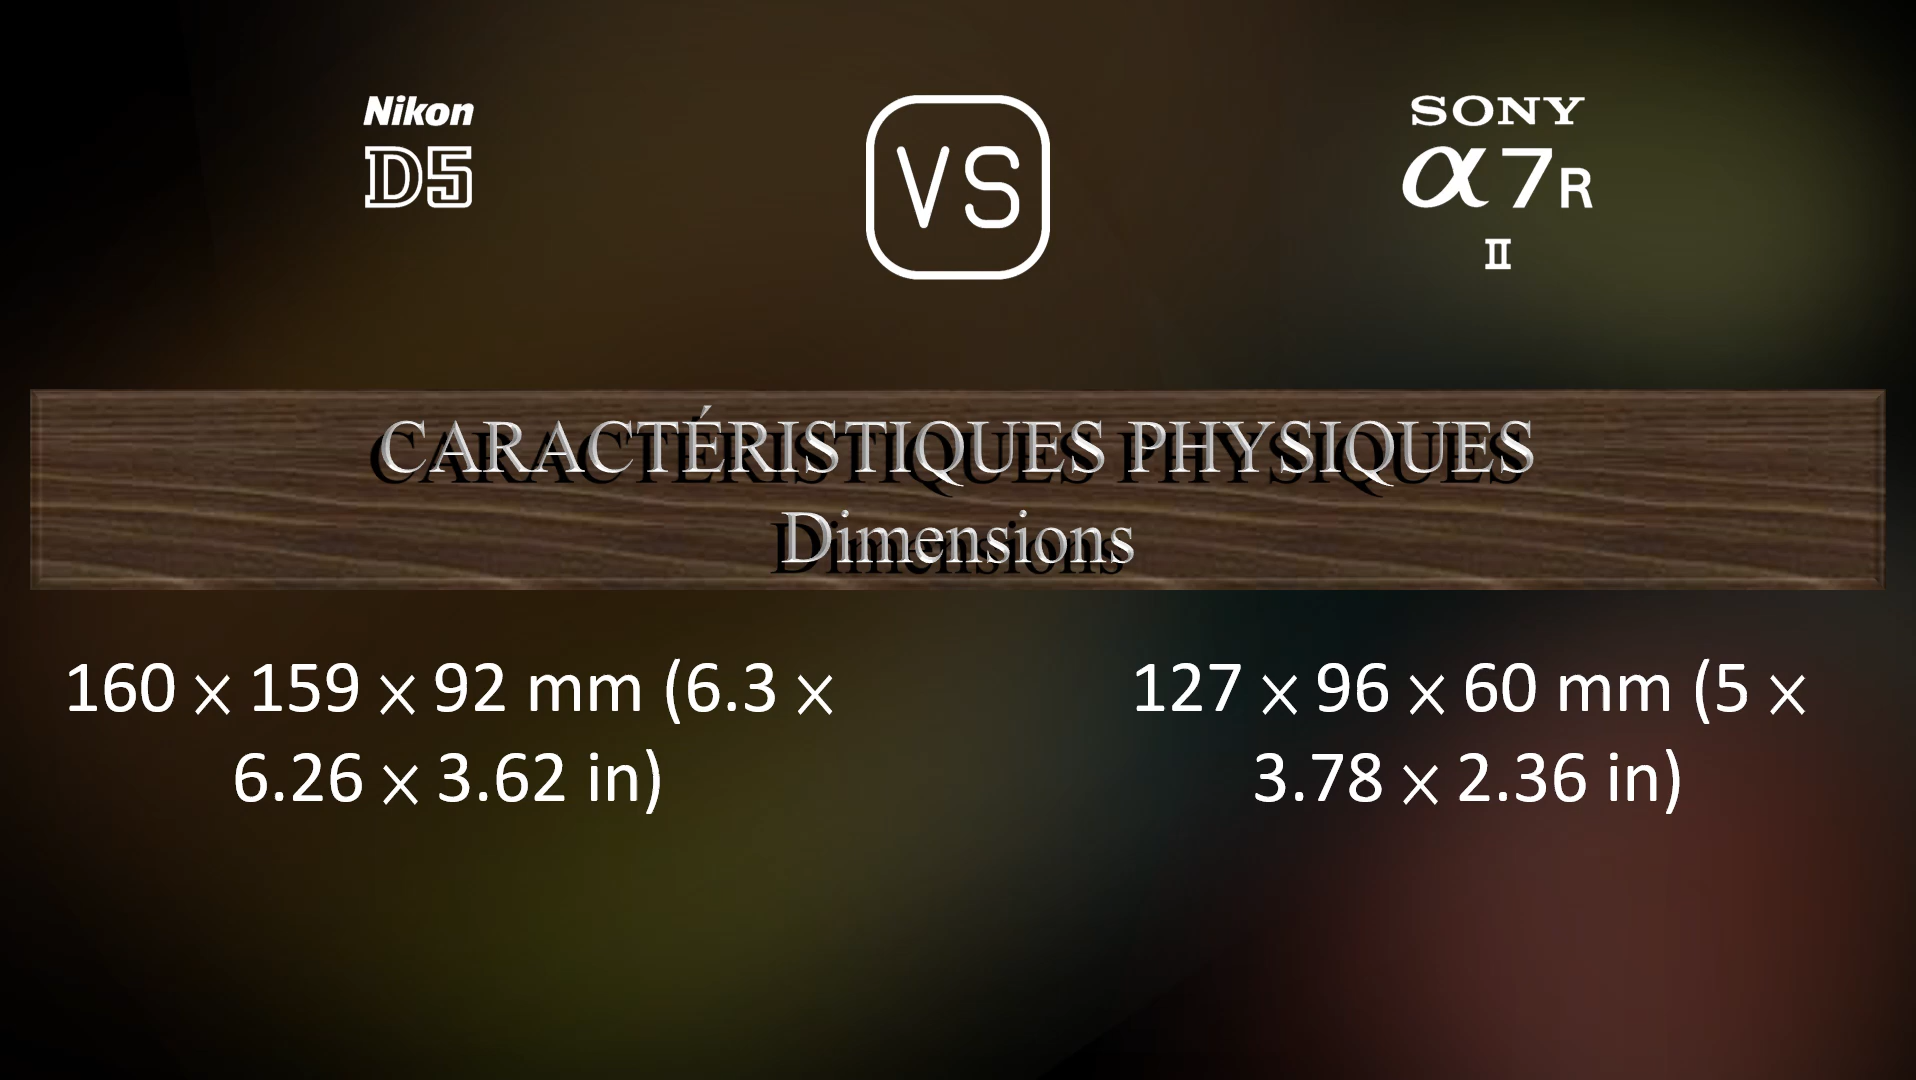 Nikon
D5
VS
SONY
α7R
II
CARACTÉRISTIQUES PHYSIQUES
Dimensions
160 x 159 x 92 mm (6.3 x
6.26 x 3.62 in)
127 x 96 x 60 mm (5 x
3.78 x 2.36 in)